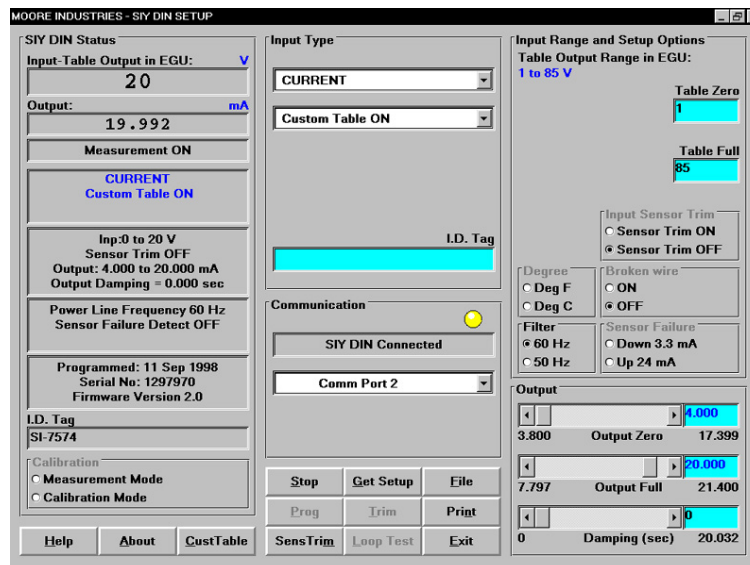 MOORE INDUSTRIES - SIY DIN SETUP
SIY DIN Status
Input-Table Output in EGU: V
20
Output: mA
19.992
Measurement ON
CURRENT
Custom Table ON
Inp:0 to 20 V
Sensor Trim OFF
Output: 4.000 to 20.000 mA
Output Damping = 0.000 sec
Power Line Frequency 60 Hz
Sensor Failure Detect OFF
Programmed: 11 Sep 1998
Serial No: 1297970
Firmware Version 2.0
I.D. Tag
SI-7574
Calibration
Measurement Mode
Calibration Mode
Help About CustTable
Input Type
CURRENT
Custom Table ON
I.D. Tag
Communication
SIY DIN Connected
Comm Port 2
Stop Get Setup File
Prog Trim Print
SensTrim Loop Test Exit
Input Range and Setup Options
Table Output Range in EGU:
1 to 85 V
Table Zero
1
Table Full
85
Input Sensor Trim
Sensor Trim ON
Sensor Trim OFF
Degree
Deg F
Deg C
Broken wire
ON
OFF
Filter
60 Hz
50 Hz
Sensor Failure
Down 3.3 mA
Up 24 mA
Output
4.000
3.800 Output Zero 17.399
20.000
7.797 Output Full 21.400
0
0 Damping (sec) 20.032